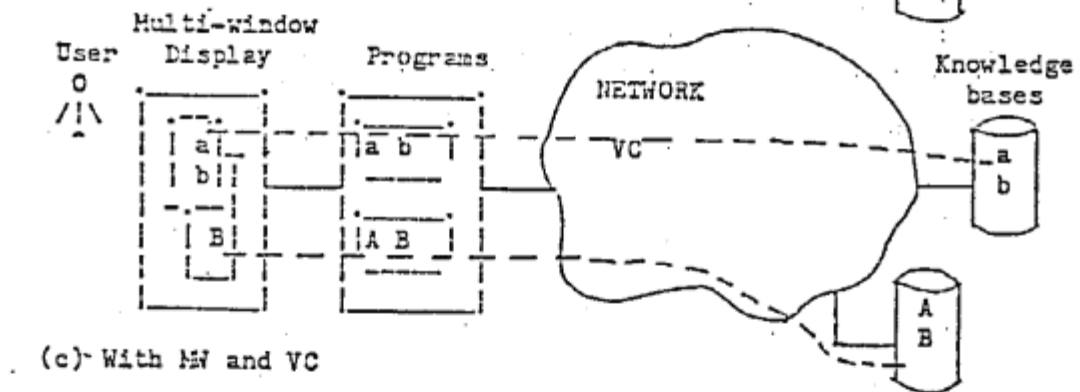 Multi-window
User Display Programs
Knowledge
bases
NETWORK
a
b
B
a b
A B
VC
a
b
A
B
(c) With MW and VC